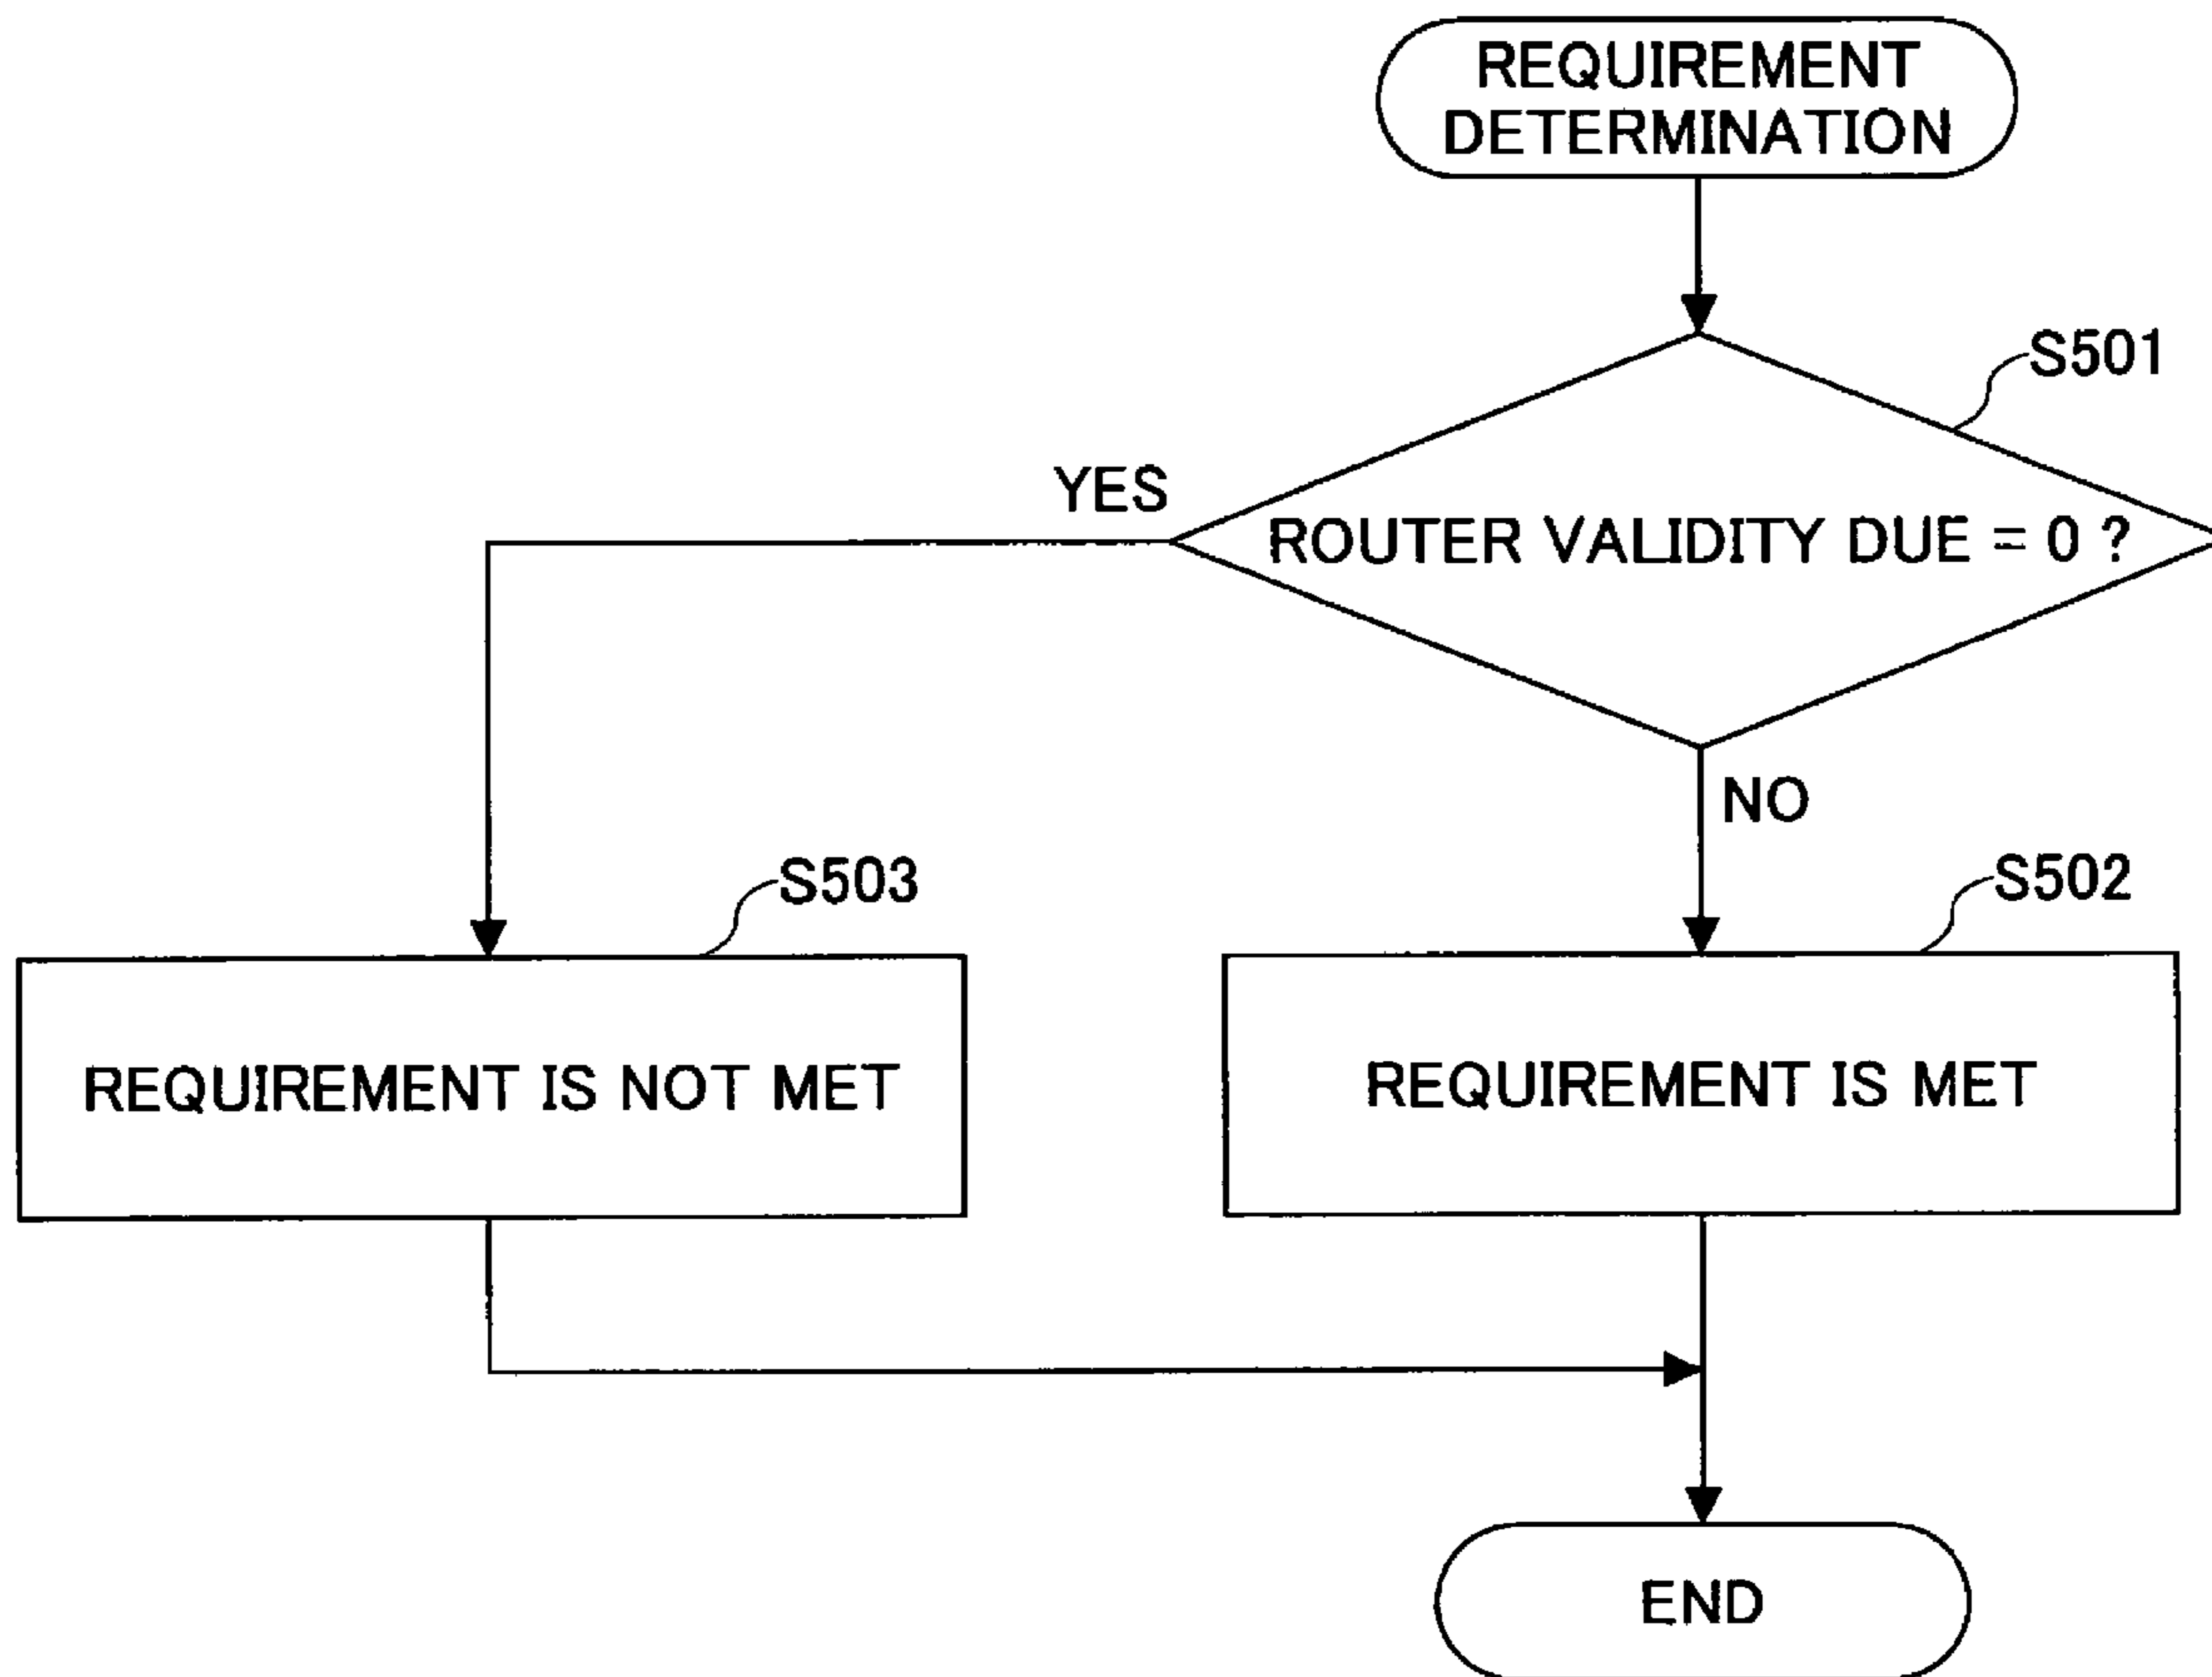 REQUIREMENT
DETERMINATION
S501
YES
ROUTER VALIDITY DUE = 0 ?
NO
S503
S502
REQUIREMENT IS NOT MET
REQUIREMENT IS MET
END